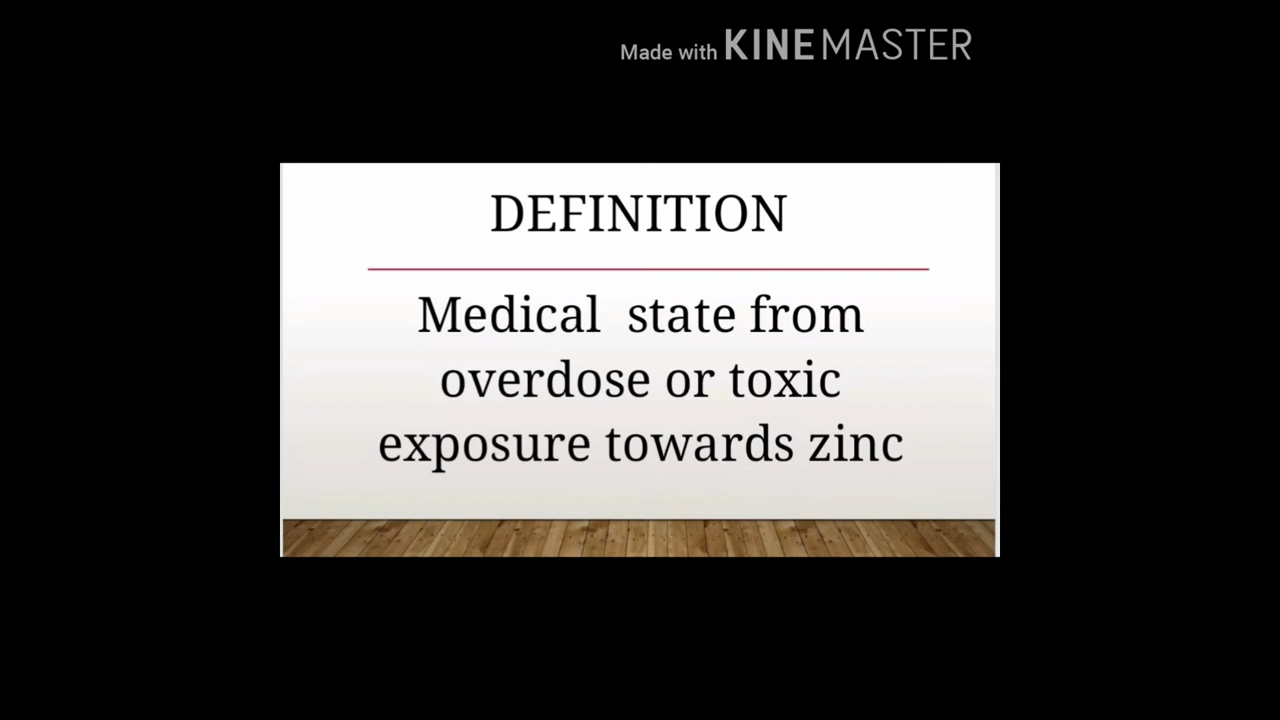 Made with KINEMASTER
DEFINITION
Medical state from
overdose or toxic
exposure towards zinc